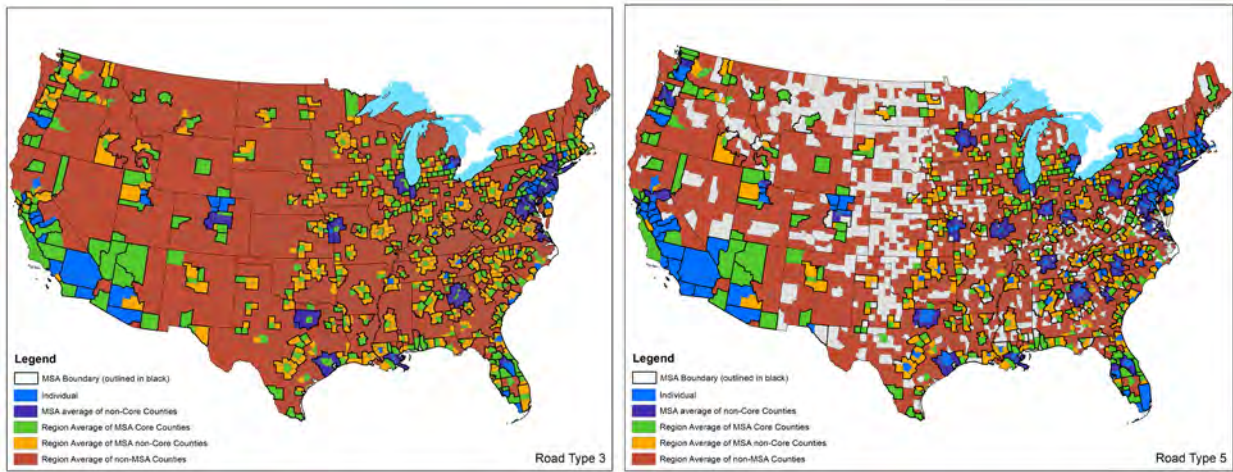 Legend
MSA Boundary (outlined in black)
Individual
MSA average of non-Core Counties
Region Average of MSA Core Counties
Region Average of MSA non-Core Counties
Region Average of non-MSA Counties
Road Type 3
Legend
MSA Boundary (outlined in black)
Individual
MSA average of non-Core Counties
Region Average of MSA Core Counties
Region Average of MSA non-Core Counties
Region Average of non-MSA Counties
Road Type 5